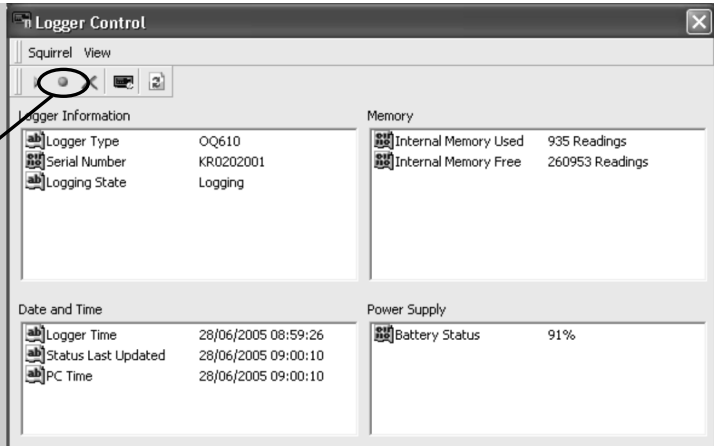 Logger Control
Squirrel View
Logger Information
Logger Type OQ610
Serial Number KR0202001
Logging State Logging
Memory
Internal Memory Used 935 Readings
Internal Memory Free 260953 Readings
Date and Time
Logger Time 28/06/2005 08:59:26
Status Last Updated 28/06/2005 09:00:10
PC Time 28/06/2005 09:00:10
Power Supply
Battery Status 91%